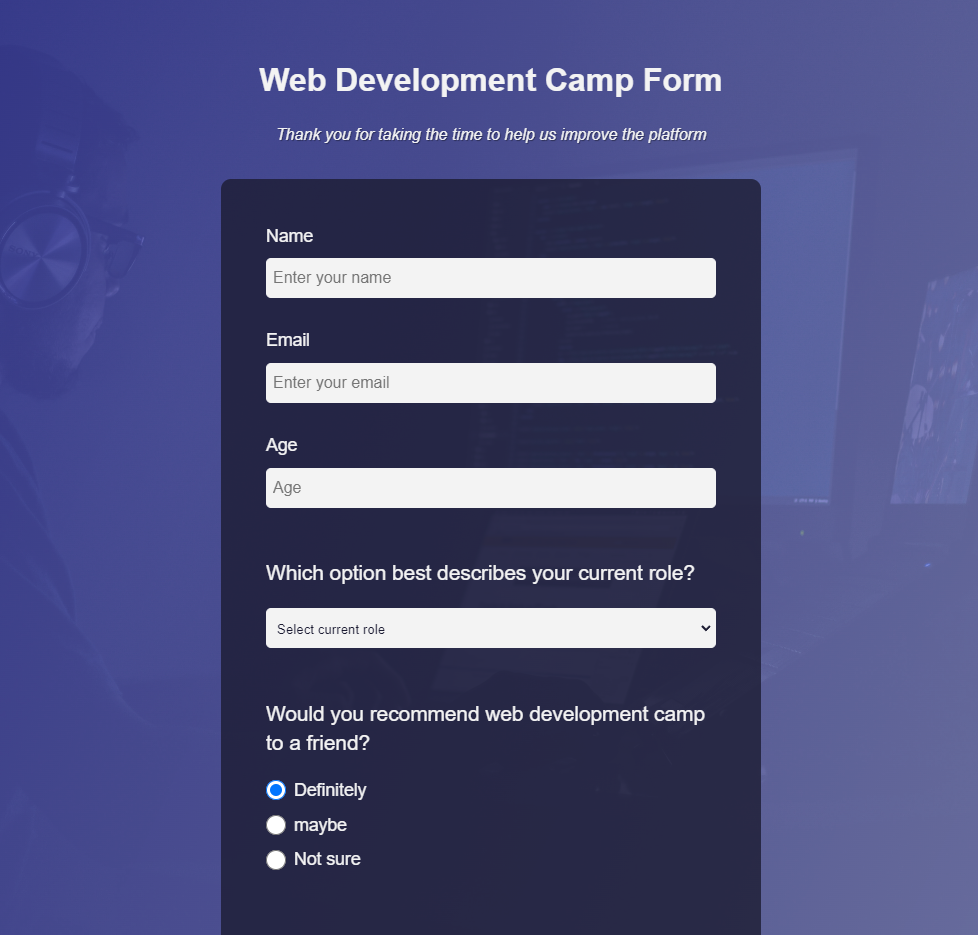 Web Development Camp Form
Thank you for taking the time to help us improve the platform
Name
Enter your name
Email
Enter your email
Age
Age
Which option best describes your current role?
Select current role
Would you recommend web development camp
to a friend?
Definitely
maybe
Not sure